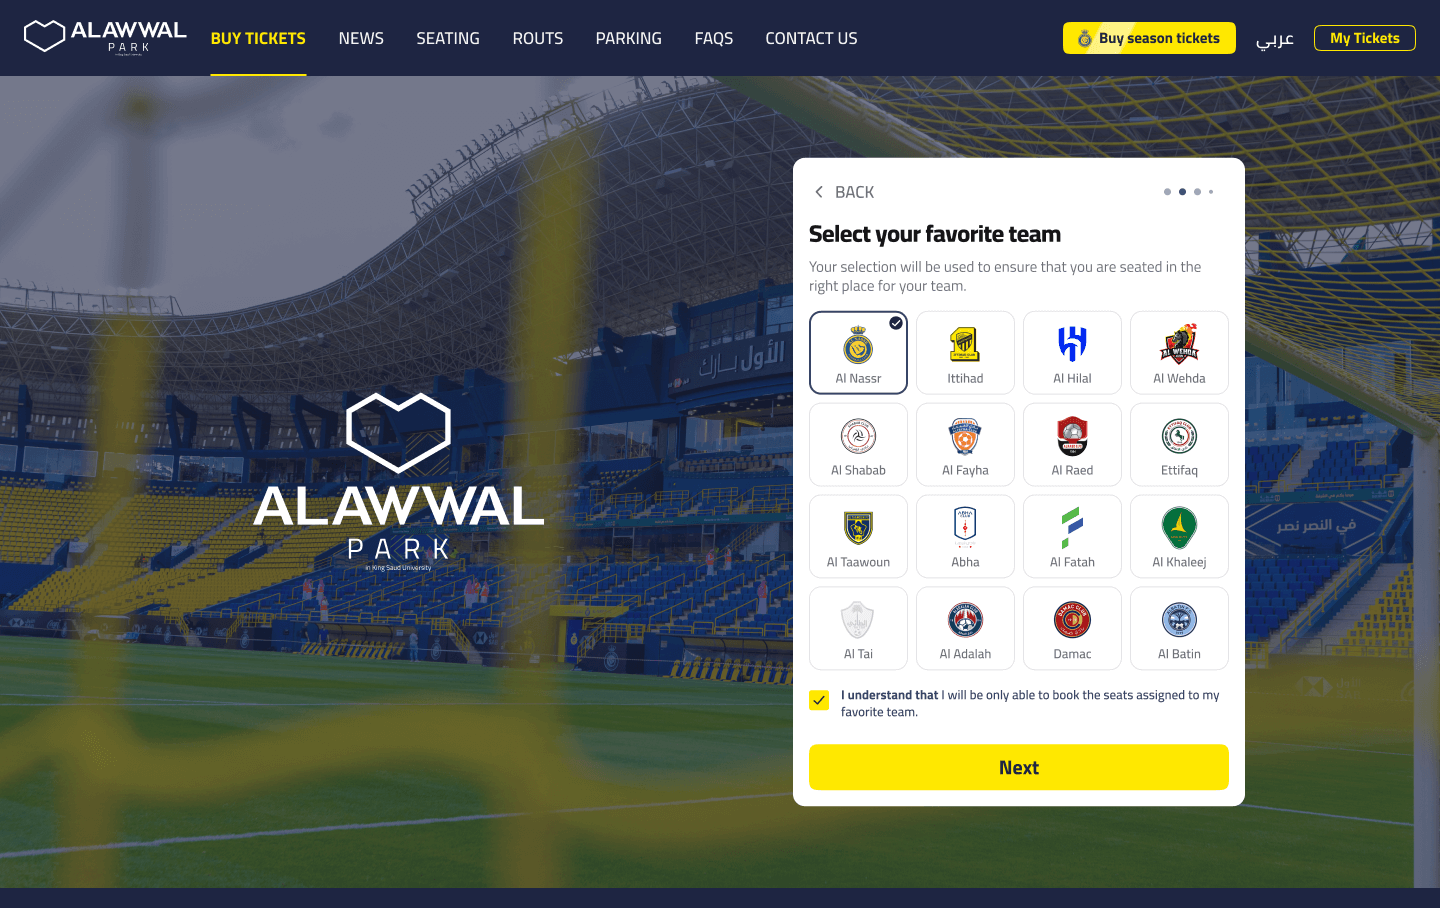 ALAWWAL
PARK
BUY TICKETS
NEWS
SEATING
ROUTS
PARKING
FAQS
CONTACT US
Buy season tickets
عربي
My Tickets
BACK
Select your favorite team
Your selection will be used to ensure that you are seated in the
right place for your team.
Al Nassr
Ittihad
Al Hilal
AL WEHDA
Al Wehda
Al Shabab
Al Fayha
Al Raed
Ettifaq
Al Taawoun
ABHA
Abha
Al Fatah
Al Khaleej
Al Tai
Al Adalah
DAMAC CLUB
Damac
Al Batin
I understand that I will be only able to book the seats assigned to my
favorite team.
Next
ALAWWAL
PARK
in King Saud University
الأول بارك
في النصر نصر